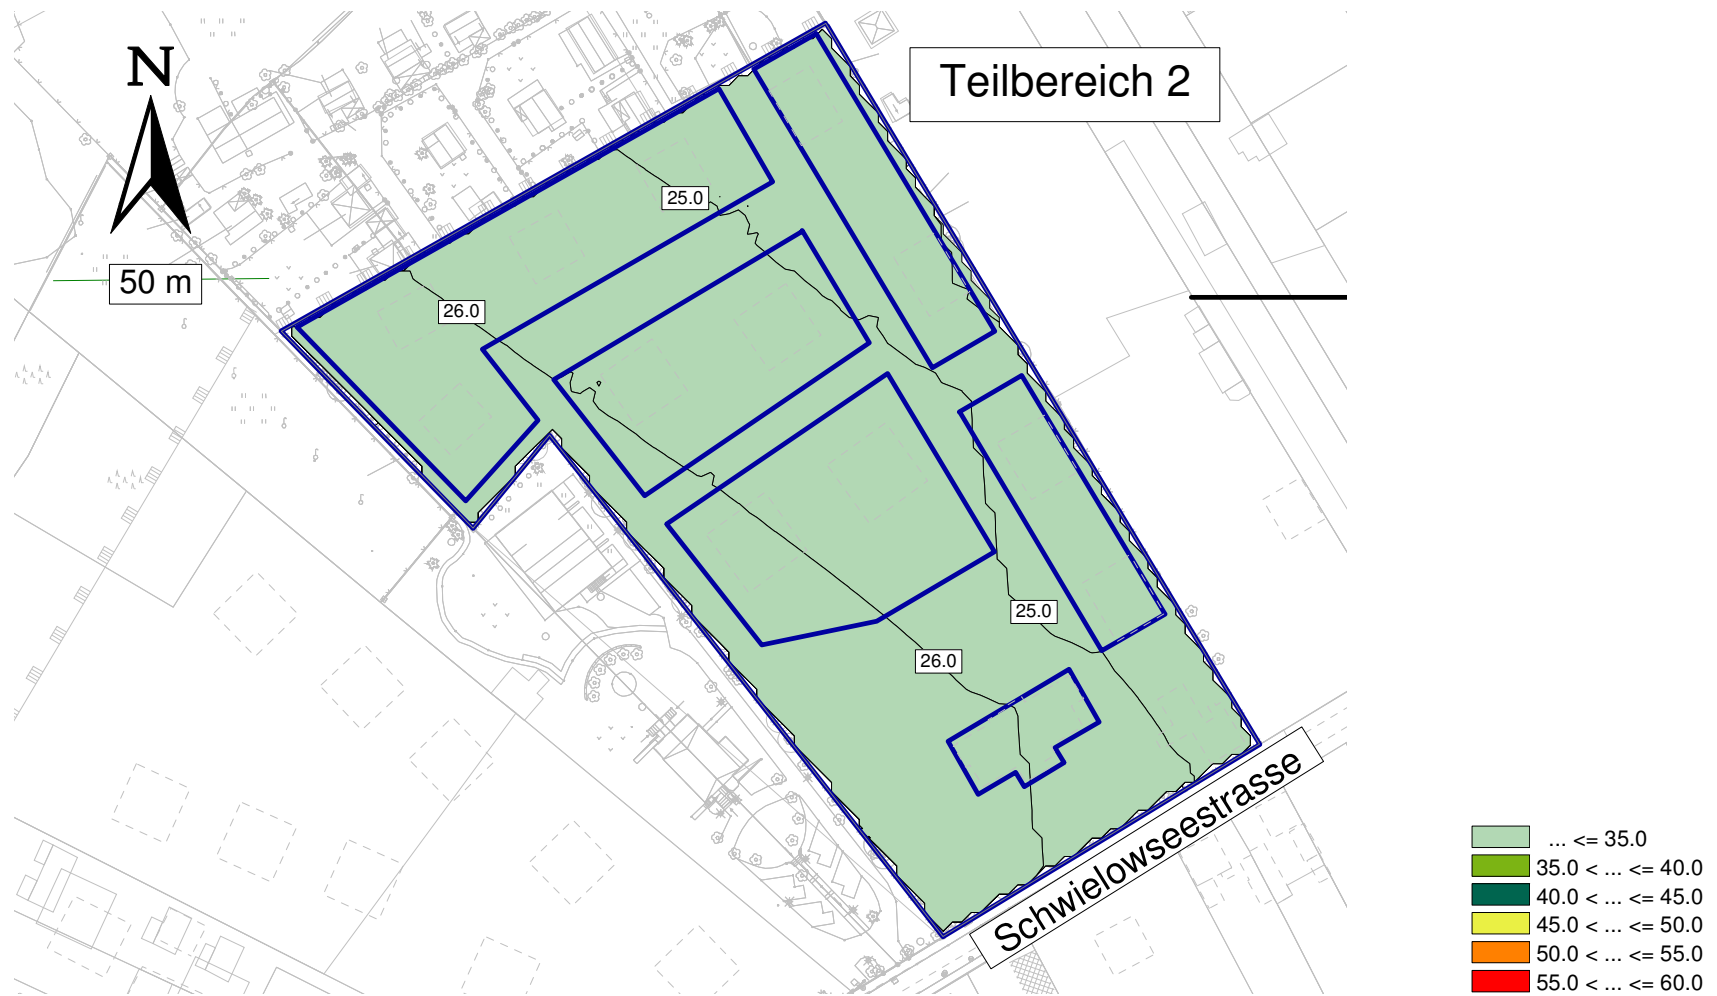 N
Teilbereich 2
25.0
50 m
26.0
25.0
26.0
Schwielowseestrasse
... <= 35.0
35.0 < ... <= 40.0
40.0 < ... <= 45.0
45.0 < ... <= 50.0
50.0 < ... <= 55.0
55.0 < ... <= 60.0